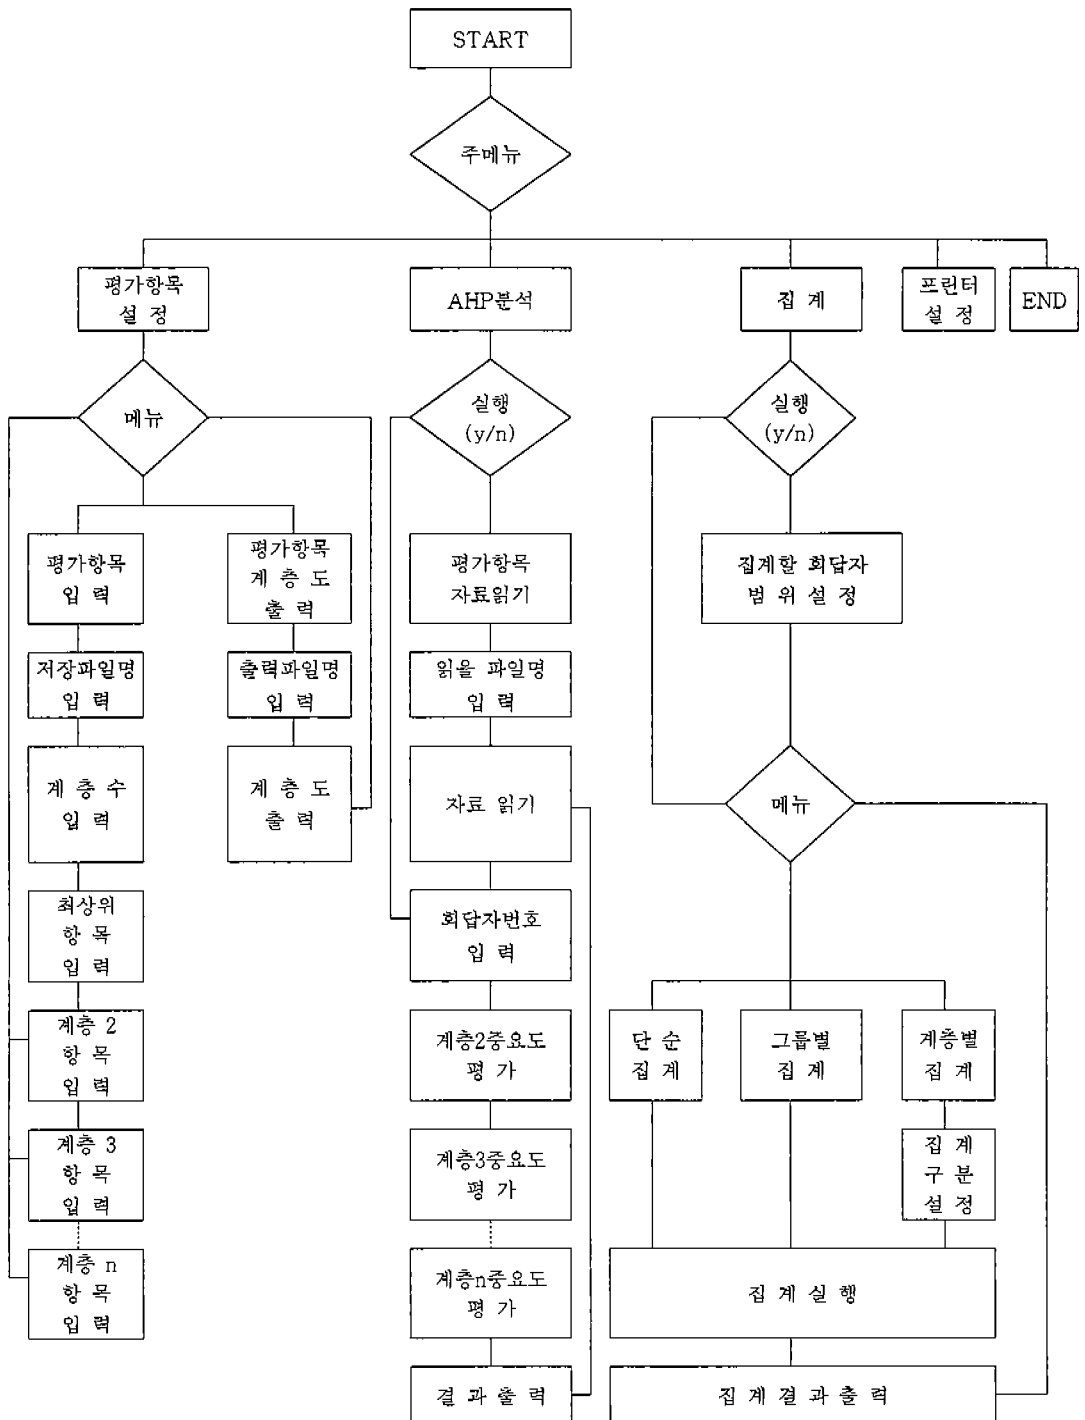 START
주메뉴
평가항목
설 정
AHP분석
집 계
프린터
설 정
END
메뉴
실행
(y/n)
실행
(y/n)
평가항목
입 력
평가항목
계 층 도
출 력
평가항목
자료읽기
집계할 회답자
범 위 설 정
저장파일명
입 력
출력파일명
입 력
읽을 파일명
입 력
계 층 수
입 력
계 층 도
출 력
자료 읽기
메뉴
최상위
항 목
입 력
회답자번호
입 력
계층 2
항 목
입 력
계층2중요도
평 가
단 순
집 계
그룹별
집 계
계층별
집 계
계층 3
항 목
입 력
계층3중요도
평 가
집 계
구 분
설 정
계층 n
항 목
입 력
계층n중요도
평 가
집 계 실 행
결 과 출 력
집 계 결 과 출 력